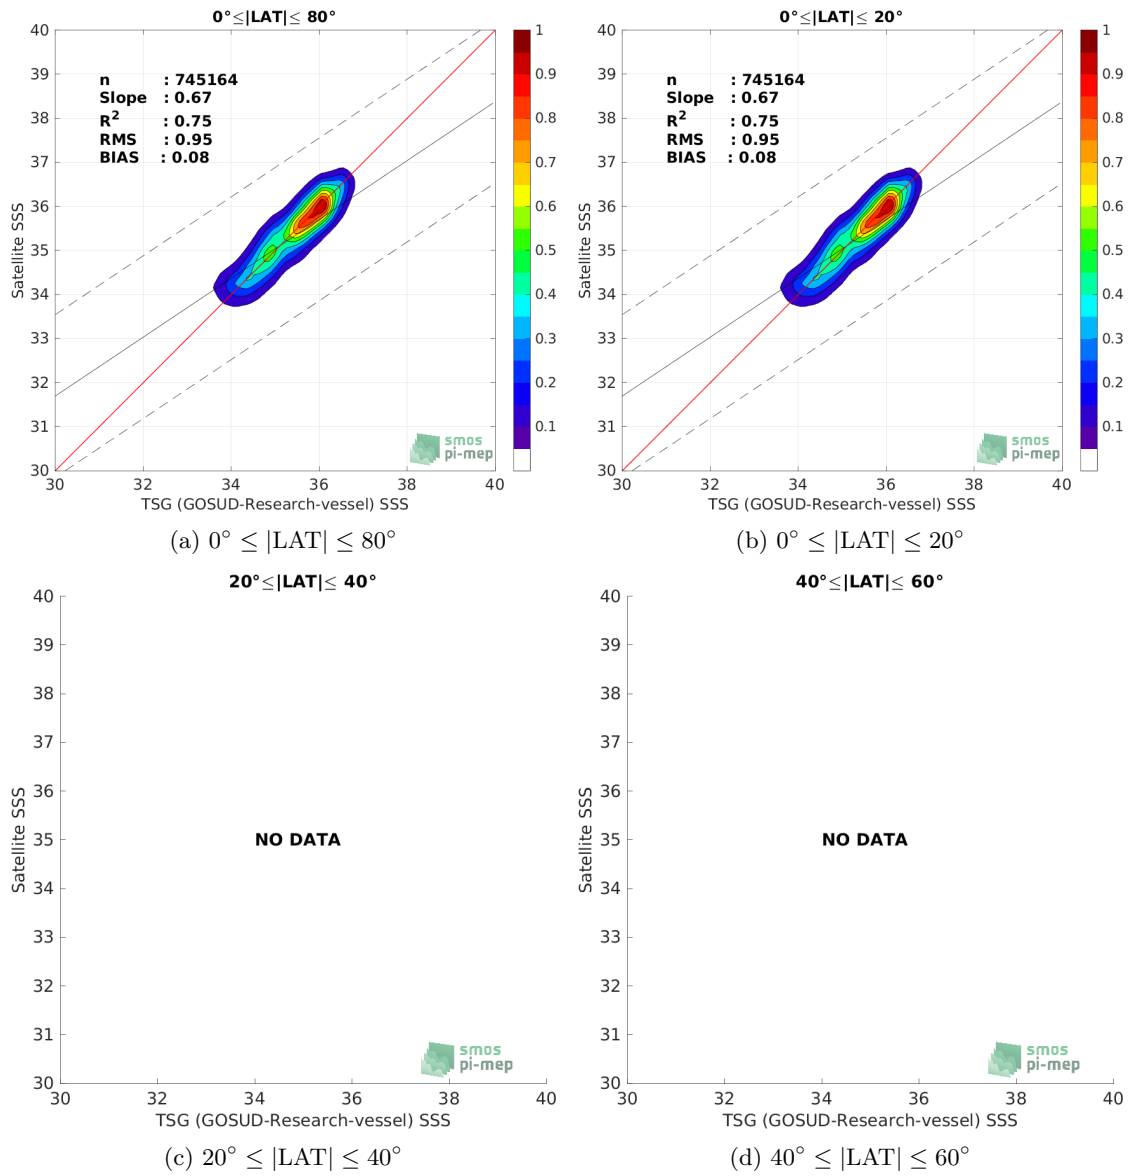 0°≤|LAT|≤ 80°
40
39
38
37
36
35
34
33
32
31
30
30 32 34 36 38 40
Satellite SSS
TSG (GOSUD-Research-vessel) SSS
n : 745164
Slope : 0.67
R2 : 0.75
RMS : 0.95
BIAS : 0.08
smos
pi-mep
1
0.9
0.8
0.7
0.6
0.5
0.4
0.3
0.2
0.1
(a) 0° ≤ |LAT| ≤ 80°
0°≤|LAT|≤ 20°
40
39
38
37
36
35
34
33
32
31
30
30 32 34 36 38 40
Satellite SSS
TSG (GOSUD-Research-vessel) SSS
n : 745164
Slope : 0.67
R2 : 0.75
RMS : 0.95
BIAS : 0.08
smos
pi-mep
1
0.9
0.8
0.7
0.6
0.5
0.4
0.3
0.2
0.1
(b) 0° ≤ |LAT| ≤ 20°
20°≤|LAT|≤ 40°
40
39
38
37
36
35
34
33
32
31
30
30 32 34 36 38 40
Satellite SSS
NO DATA
smos
pi-mep
TSG (GOSUD-Research-vessel) SSS
(c) 20° ≤ |LAT| ≤ 40°
40°≤|LAT|≤ 60°
40
39
38
37
36
35
34
33
32
31
30
30 32 34 36 38 40
Satellite SSS
NO DATA
smos
pi-mep
TSG (GOSUD-Research-vessel) SSS
(d) 40° ≤ |LAT| ≤ 60°